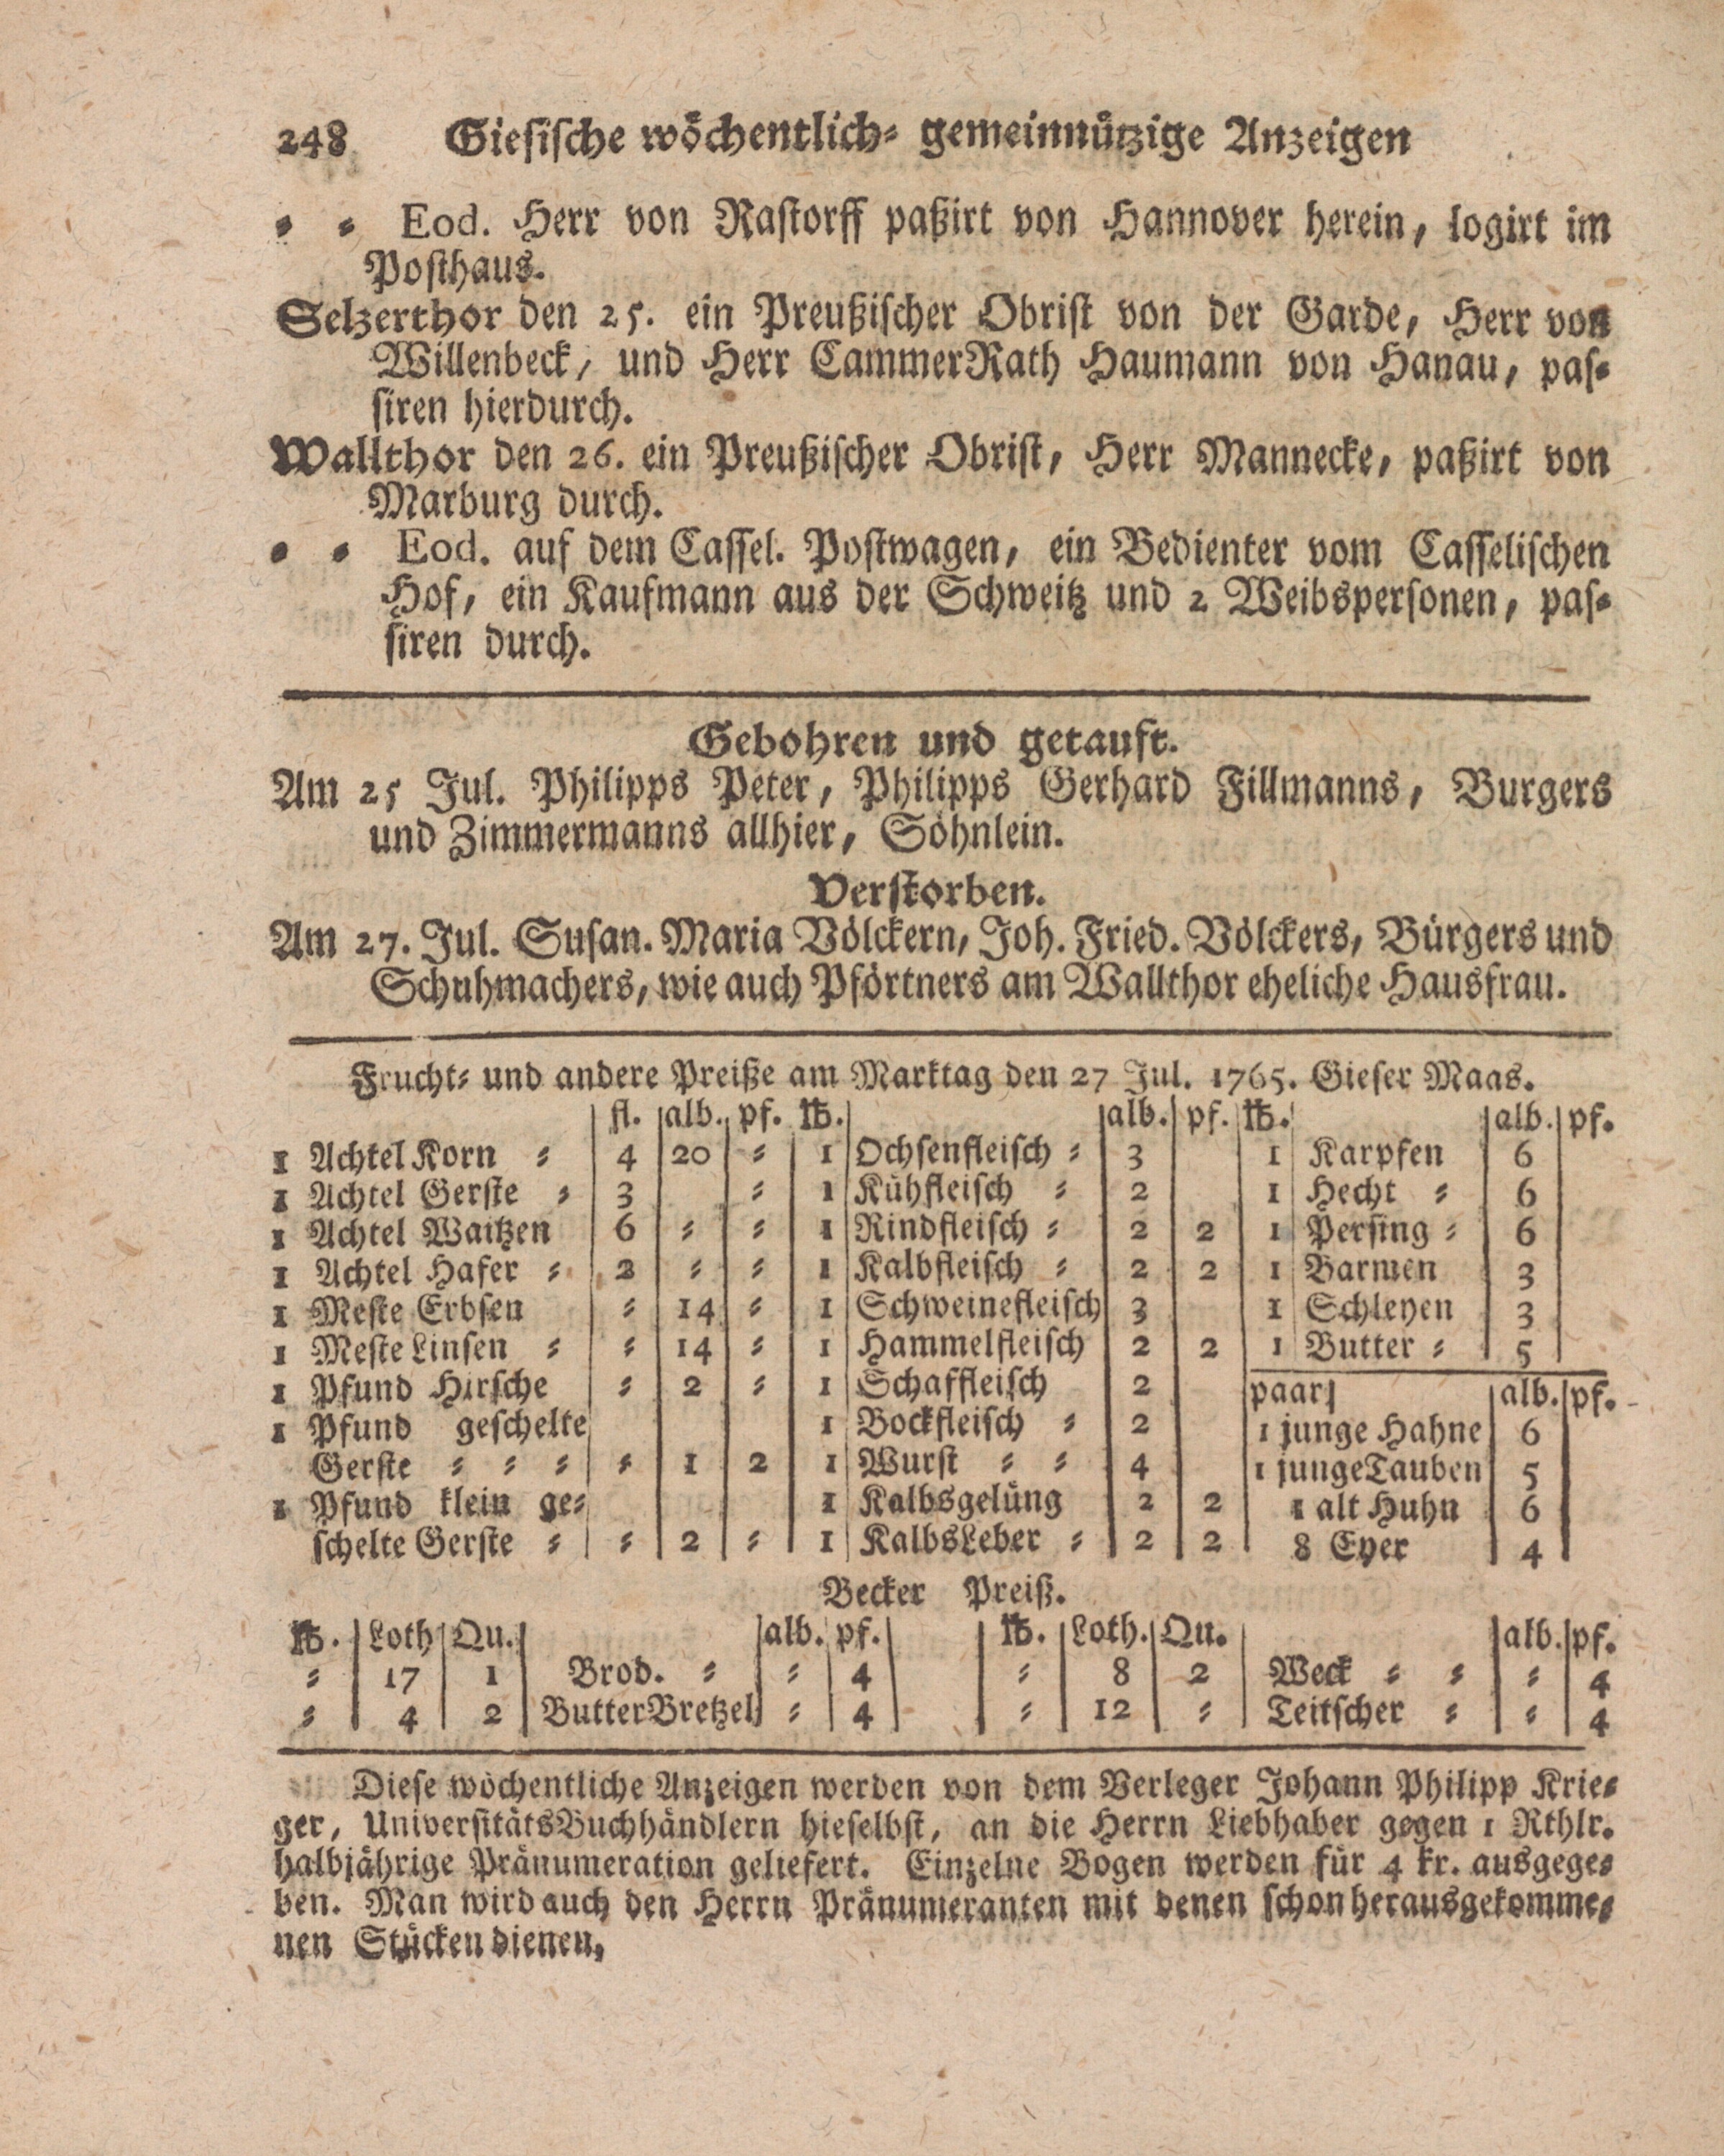 248 Giesische wöchentlich⸗ gemeinnützige Anzeigen
⸗ ⸗ Eod. Herr von Rastorff paßirt von Hannover herein, logirt im
Posthaus.
Selzerthor den 25. ein Preußischer Obrist von der Garde, Herr von
Willenbeck, und Herr CammerRath Haumann von Hanau, pas⸗
siren hierdurch.
Wallthor den 26. ein Preußischer Obrist, Herr Mannecke, paßirt von
Marburg durch.
⸗ ⸗ Eod. auf dem Cassel. Postwagen, ein Bedienter vom Casselischen
Hof, ein Kaufmann aus der Schweitz und 2 Weibspersonen, pas⸗
siren durch.
Gebohren und getauft.
Am 25 Jul. Philipps Peter, Philipps Gerhard Fillmanns, Burgers
und Zimmermanns allhier, Söhnlein.
Verstorben.
Am 27. Jul. Susan. Maria Völckern, Joh. Fried. Völckers, Bürgers und
Schuhmachers, wie auch Pförtners am Wallthor eheliche Hausfrau.
Frucht⸗ und andere Preiße am Marktag den 27 Jul. 1765. Gieser Maas.
fl. alb. pf. ℔. alb. pf. ℔. alb. pf.
1 Achtel Korn ⸗ 4 20 ⸗ 1 Ochsenfleisch ⸗ 3 1 Karpfen 6
1 Achtel Gerste ⸗ 3 ⸗ 1 Kühfleisch ⸗ 2 1 Hecht ⸗ 6
1 Achtel Waitzen 6 ⸗ ⸗ 1 Rindfleisch ⸗ 2 2 1 Persing ⸗ 6
1 Achtel Hafer ⸗ 2 ⸗ ⸗ 1 Kalbfleisch ⸗ 2 2 1 Barmen 3
1 Meste Erbsen ⸗ 14 ⸗ 1 Schweinefleisch 3 1 Schleyen 3
1 Meste Linsen ⸗ ⸗ 14 ⸗ 1 Hammelfleisch 2 2 1 Butter ⸗ 5
1 Pfund Hirsche ⸗ 2 ⸗ 1 Schaffleisch 2 paar alb. pf.
1 Pfund geschelte 1 Bockfleisch ⸗ 2 1 junge Hahne 6
Gerste ⸗ ⸗ ⸗ ⸗ 1 2 1 Wurst ⸗ ⸗ 4 1 junge Tauben 5
1 Pfund klein ge⸗ 1 Kalbsgelüng 2 2 1 alt Huhn 6
schelte Gerste ⸗ ⸗ 2 ⸗ 1 KalbsLeber ⸗ 2 2 8 Eyer 4
Becker Preiß.
℔. Loth Qu. alb. pf. ℔. Loth. Qu. alb. pf.
⸗ 17 1 Brod. ⸗ ⸗ 4 ⸗ 8 2 Weck ⸗ ⸗ ⸗ 4
⸗ 4 2 ButterBretzel ⸗ 4 ⸗ 12 ⸗ Teitscher ⸗ ⸗ 4
Diese wöchentliche Anzeigen werden von dem Verleger Johann Philipp Krie⸗
ger, UniversitätsBuchhändlern hieselbst, an die Herrn Liebhaber gegen 1 Rthlr.
halbjährige Pränumeration geliefert. Einzelne Bogen werden für 4 kr. ausgege⸗
ben. Man wird auch den Herrn Pränumeranten mit denen schon herausgekomme⸗
nen Stücken dienen.